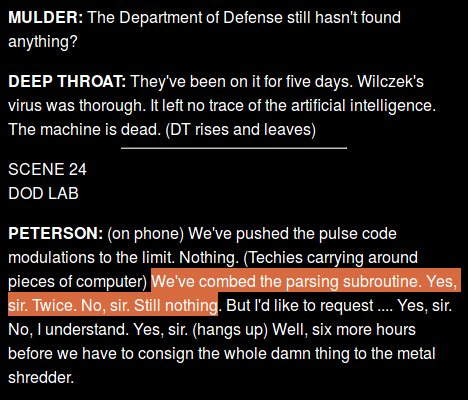 MULDER: The Department of Defense still hasn't found
anything?
DEEP THROAT: They've been on it for five days. Wilczek's
virus was thorough. It left no trace of the artificial intelligence.
The machine is dead. (DT rises and leaves)
SCENE 24
DOD LAB
PETERSON: (on phone) We've pushed the pulse code
modulations to the limit. Nothing. (Techies carrying around
pieces of computer) We've combed the parsing subroutine. Yes,
sir. Twice. No, sir. Still nothing. But I'd like to request .... Yes, sir.
No, I understand. Yes, sir. (hangs up) Well, six more hours
before we have to consign the whole damn thing to the metal
shredder.